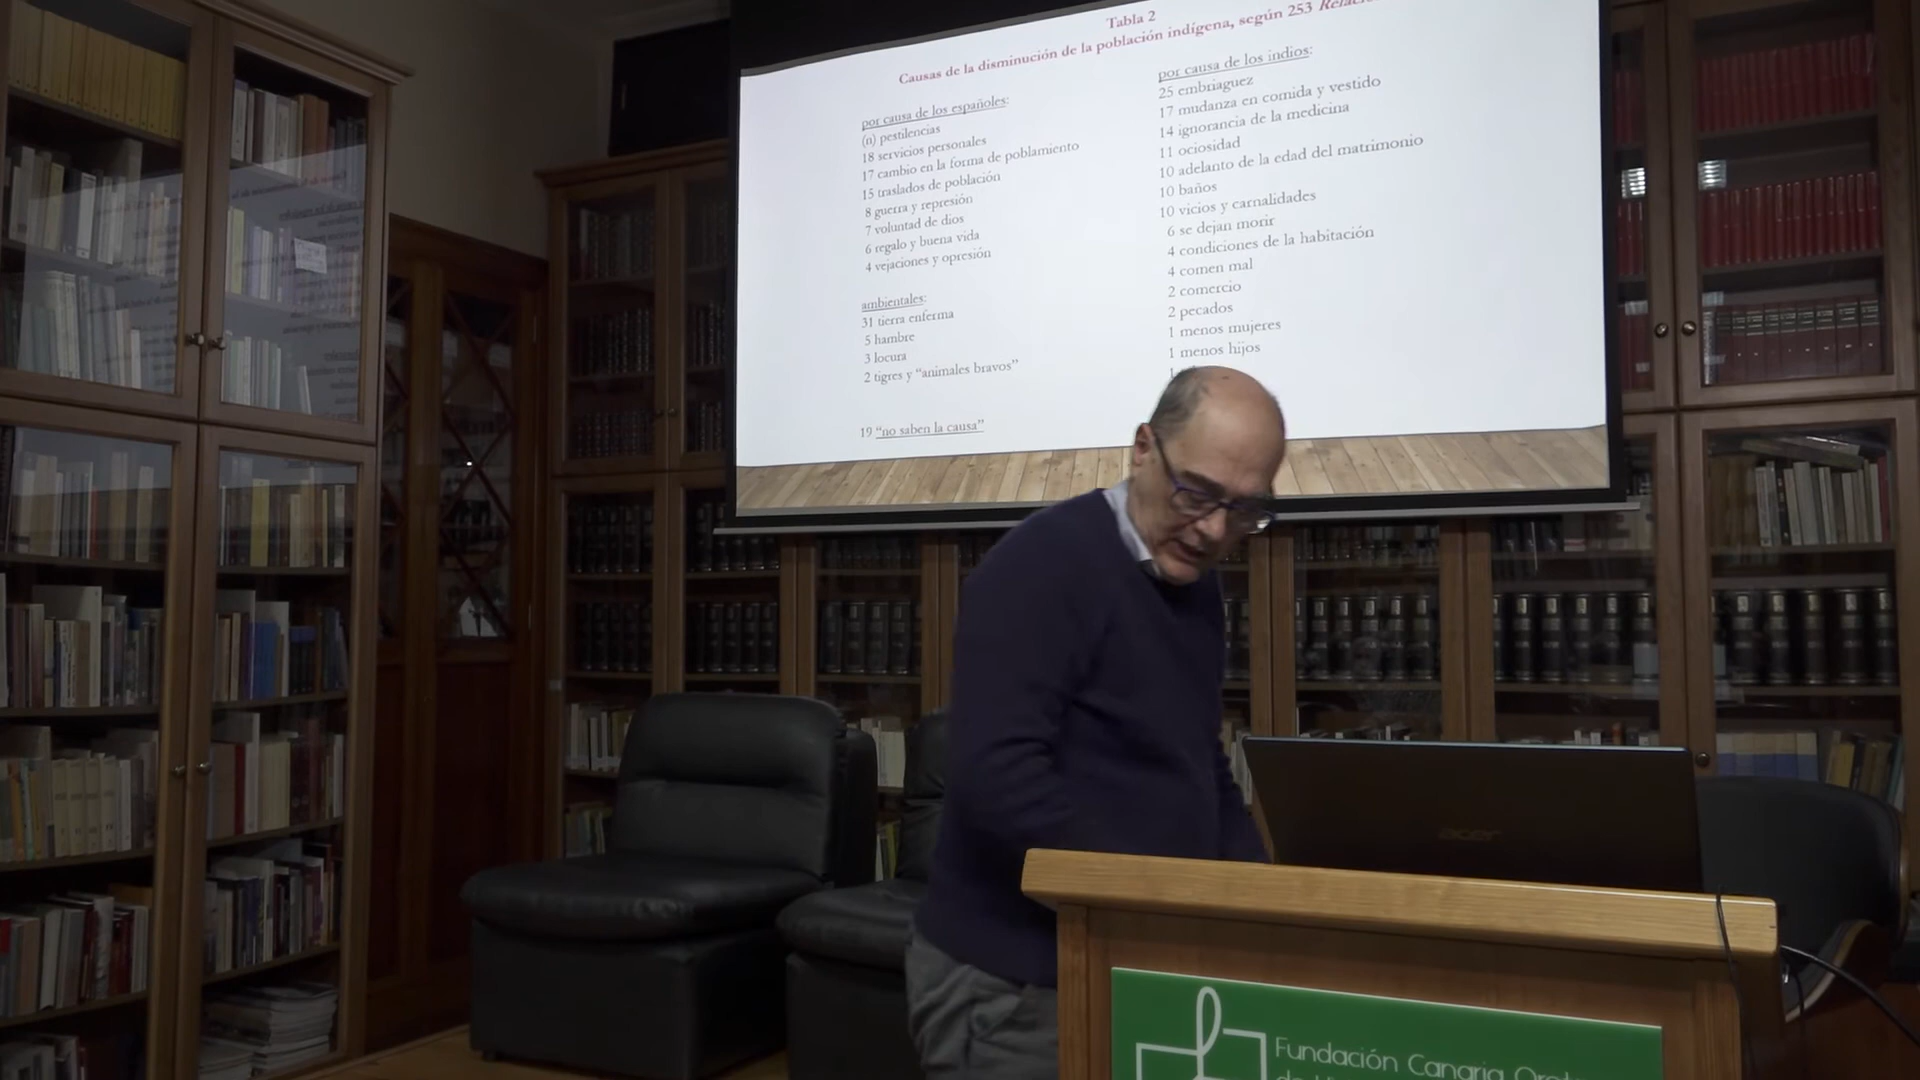 Tabla 2
Causas de la disminución de la población indígena, según 253
por causa de los españoles:
(n) pestilencias
18 servicios personales
17 cambio en la forma de poblamiento
15 traslados de población
8 guerra y represión
7 voluntad de dios
6 regalo y buena vida
4 vejaciones y opresión
ambientales:
31 tierra enferma
5 hambre
3 locura
2 tigres y “animales bravos”
19 “no saben la causa”
por causa de los indios:
25 embriaguez
17 mudanza en comida y vestido
14 ignorancia de la medicina
11 ociosidad
10 adelanto de la edad del matrimonio
10 baños
10 vicios y carnalidades
6 se dejan morir
4 condiciones de la habitación
4 comen mal
2 comercio
2 pecados
1 menos mujeres
1 menos hijos
acer
Fundación Canaria